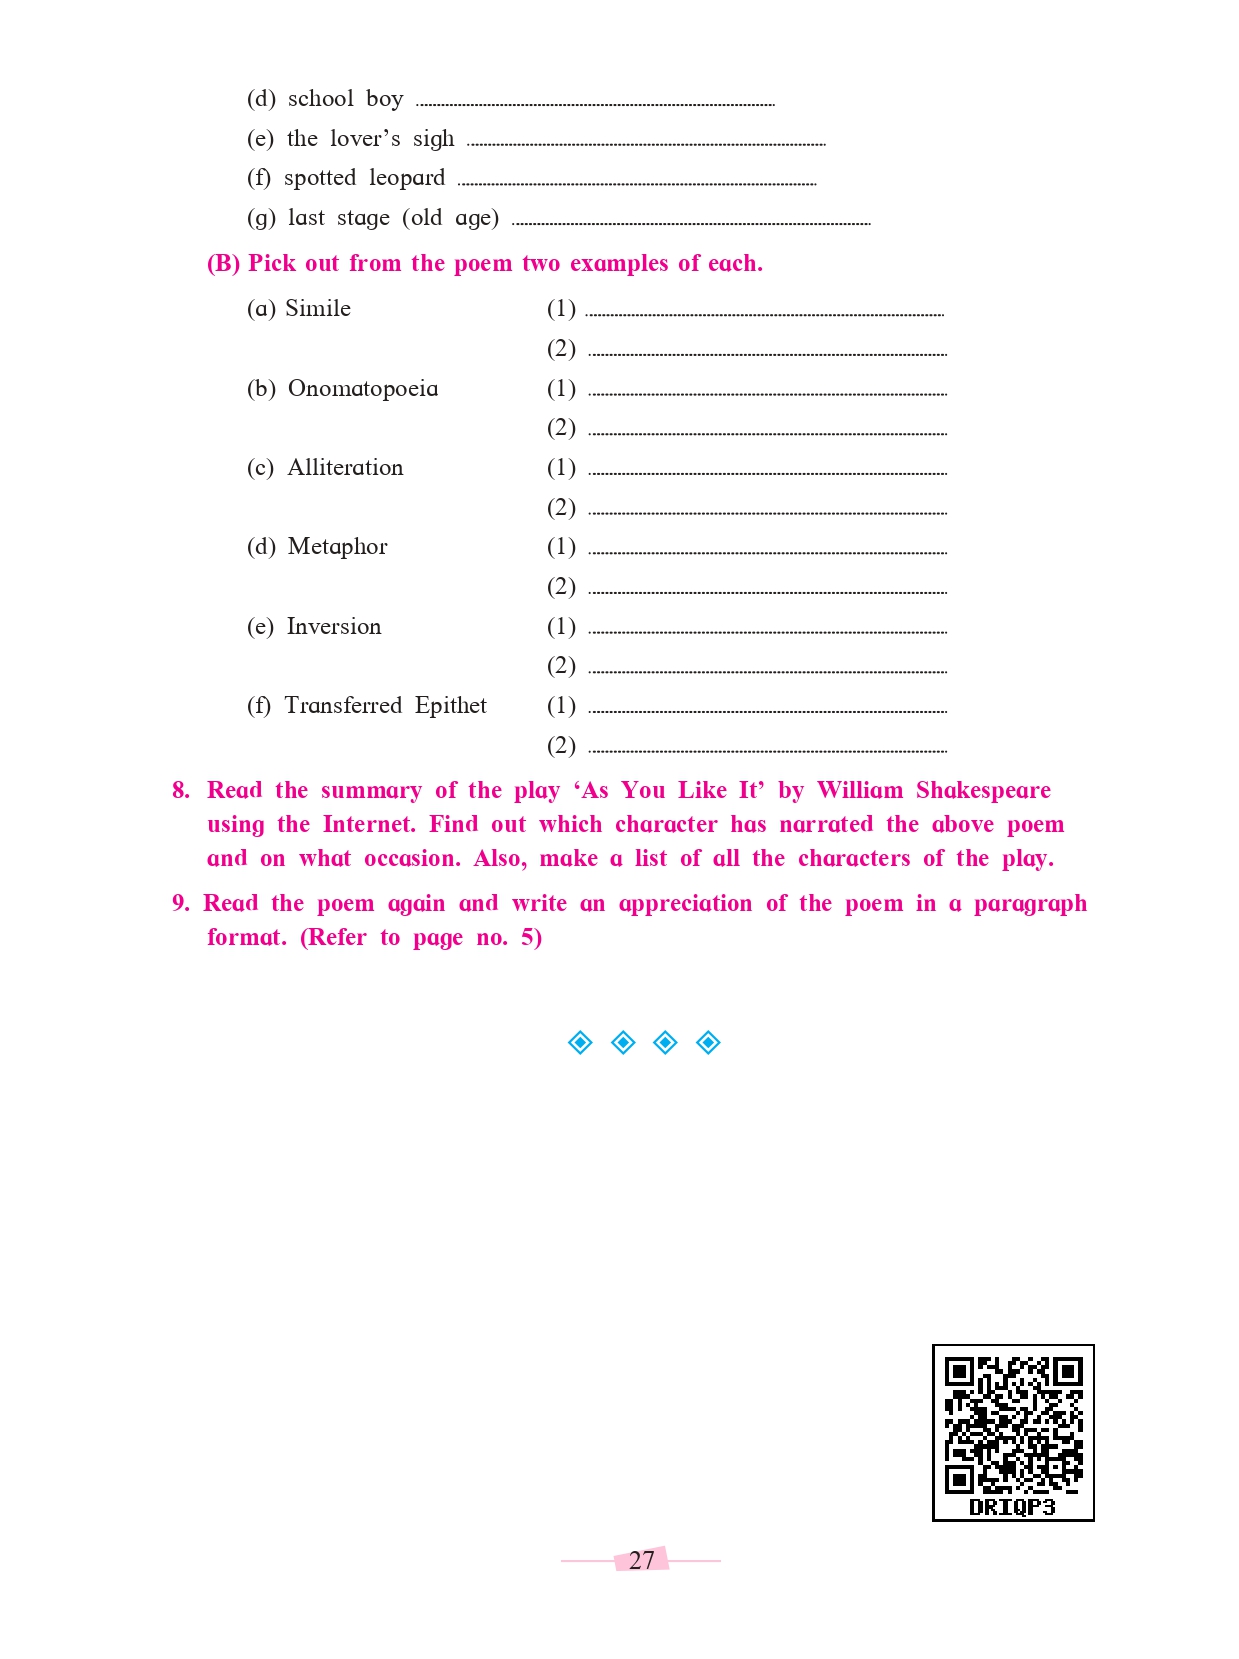 (d) school boy ........................................
(e) the lover’s sigh ........................................
(f) spotted leopard ........................................
(g) last stage (old age) ........................................
(B) Pick out from the poem two examples of each.
(a) Simile (1) ........................................
(2) ........................................
(b) Onomatopoeia (1) ........................................
(2) ........................................
(c) Alliteration (1) ........................................
(2) ........................................
(d) Metaphor (1) ........................................
(2) ........................................
(e) Inversion (1) ........................................
(2) ........................................
(f) Transferred Epithet (1) ........................................
(2) ........................................
8. Read the summary of the play ‘As You Like It’ by William Shakespeare
using the Internet. Find out which character has narrated the above poem
and on what occasion. Also, make a list of all the characters of the play.
9. Read the poem again and write an appreciation of the poem in a paragraph
format. (Refer to page no. 5)
DRIQP3
27